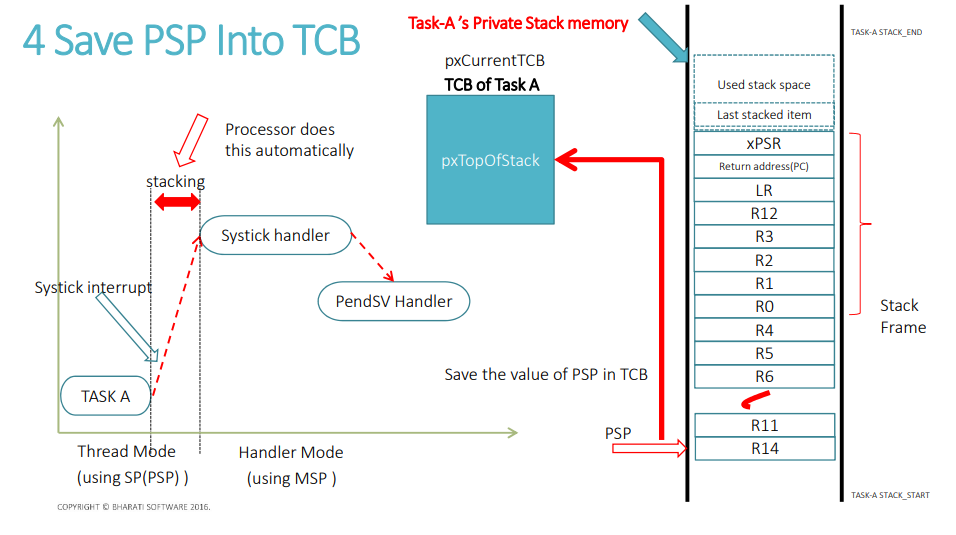 4 Save PSP Into TCB
Task-A 's Private Stack memory
pxCurrentTCB
TCB of Task A
pxTopOfStack
Processor does
this automatically
stacking
Systick handler
Systick interrupt
PendSV Handler
TASK A
Thread Mode
(using SP(PSP) )
Handler Mode
(using MSP )
Save the value of PSP in TCB
PSP
TASK-A STACK_END
Used stack space
Last stacked item
xPSR
Return address(PC)
LR
R12
R3
R2
R1
R0
R4
R5
R6
R11
R14
Stack
Frame
TASK-A STACK_START
COPYRIGHT © BHARATI SOFTWARE 2016.